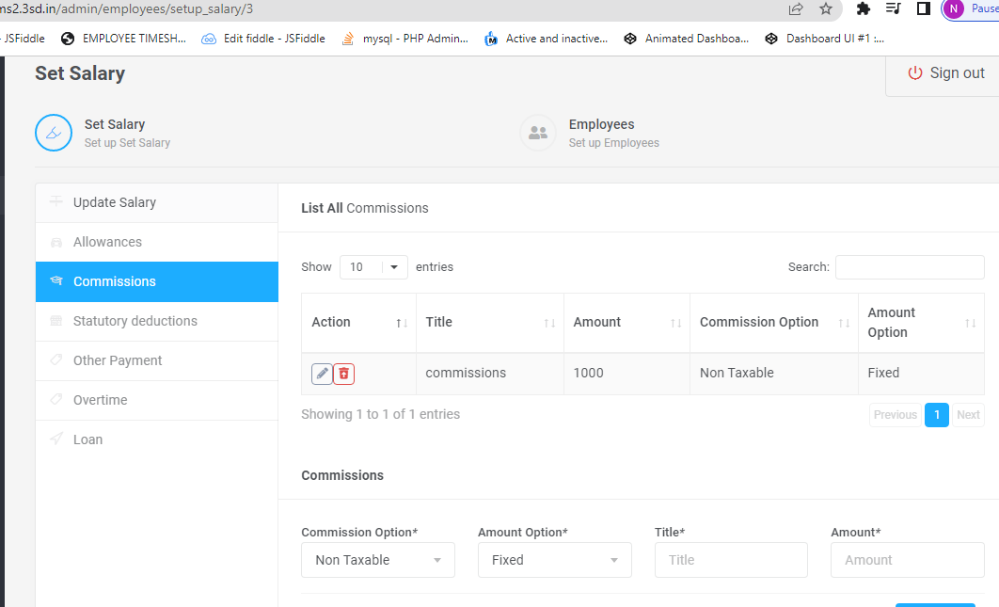 ms2.3sd.in/admin/employees/setup_salary/3
N Pause
- JSFiddle EMPLOYEE TIMESH... Edit fiddle - JSFiddle mysql - PHP Admin... Active and inactive... Animated Dashboa... Dashboard UI #1 :...
Set Salary
Sign out
Set Salary
Set up Set Salary
Employees
Set up Employees
Update Salary
Allowances
Commissions
Statutory deductions
Other Payment
Overtime
Loan
List All Commissions
Show 10 entries
Search:
Action Title Amount Commission Option Amount Option
commissions 1000 Non Taxable Fixed
Showing 1 to 1 of 1 entries
Previous 1 Next
Commissions
Commission Option* Amount Option* Title* Amount*
Non Taxable Fixed Title Amount